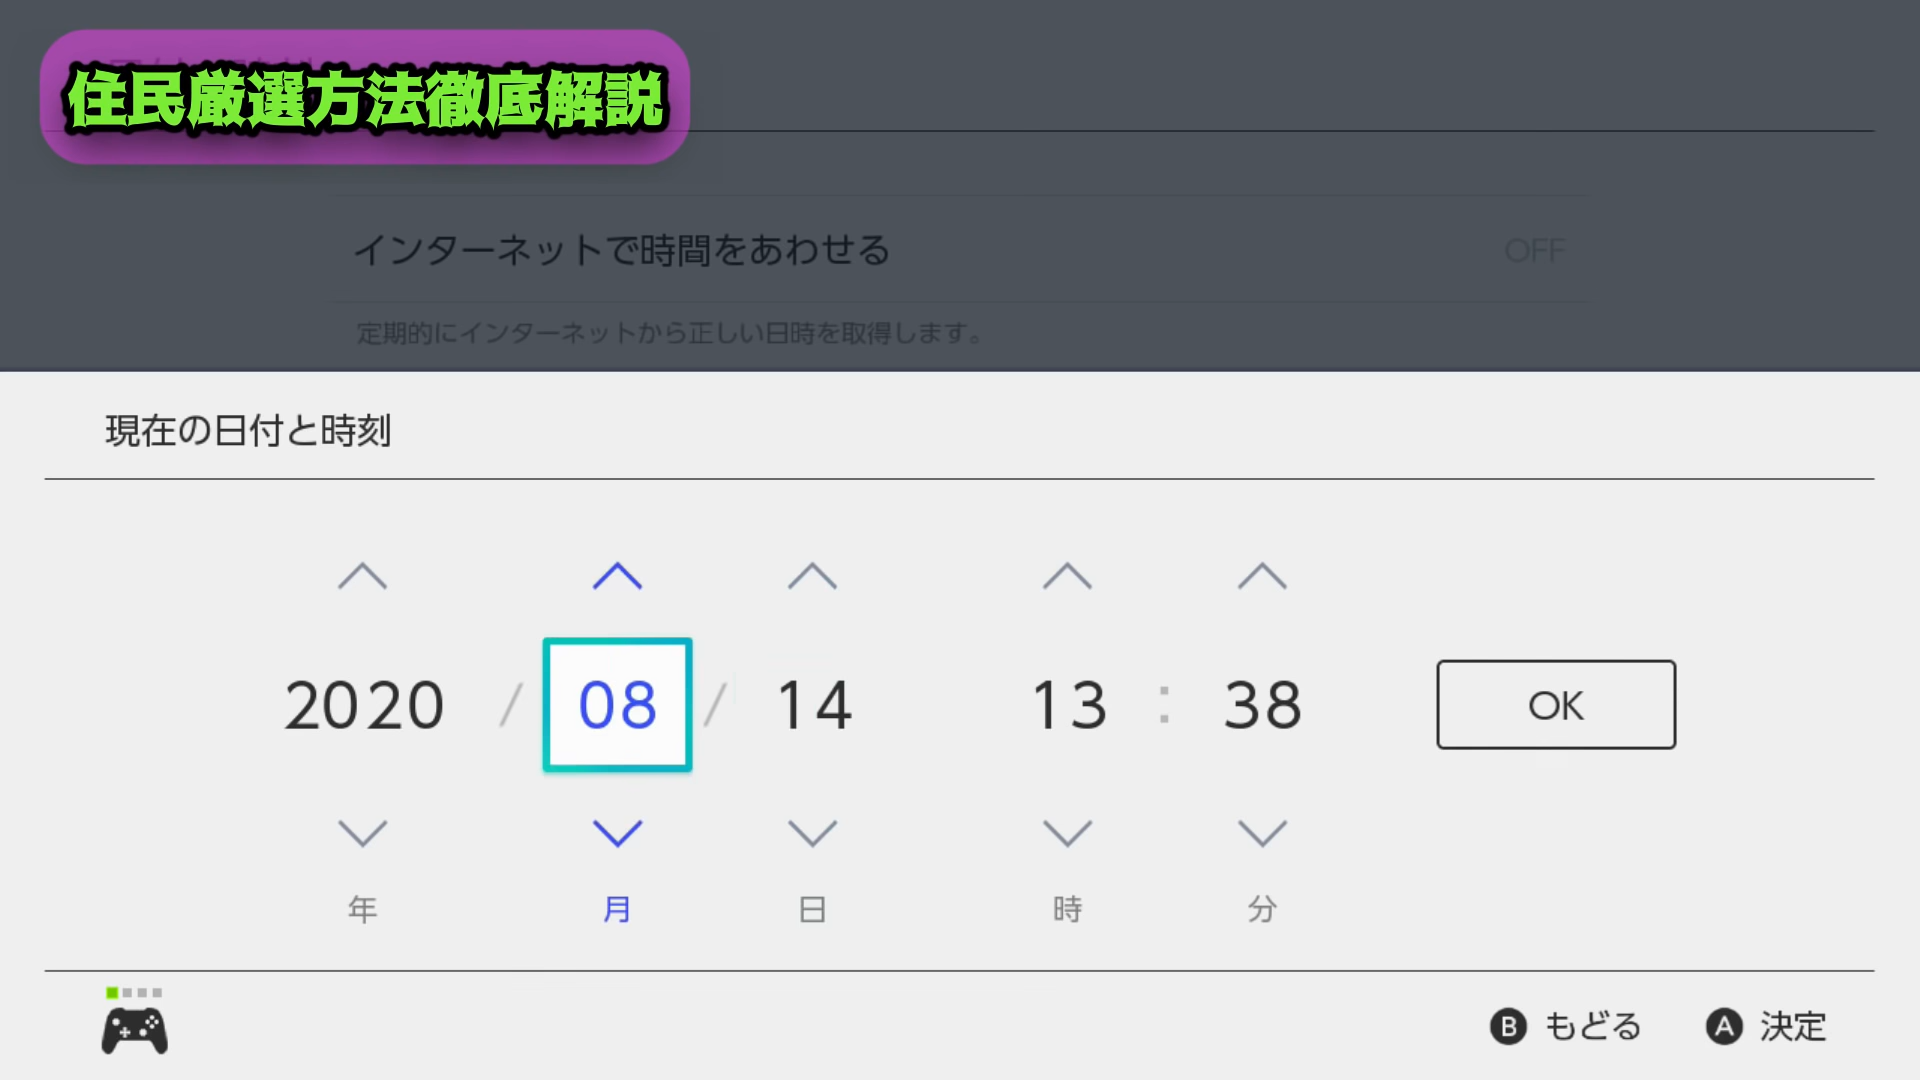 住民厳選方法徹底解説
インターネットで時間をあわせる OFF
定期的にインターネットから正しい日時を取得します。
現在の日付と時刻
2020 / 08 / 14 13 : 38 OK
年 月 日 時 分
B もどる A 決定